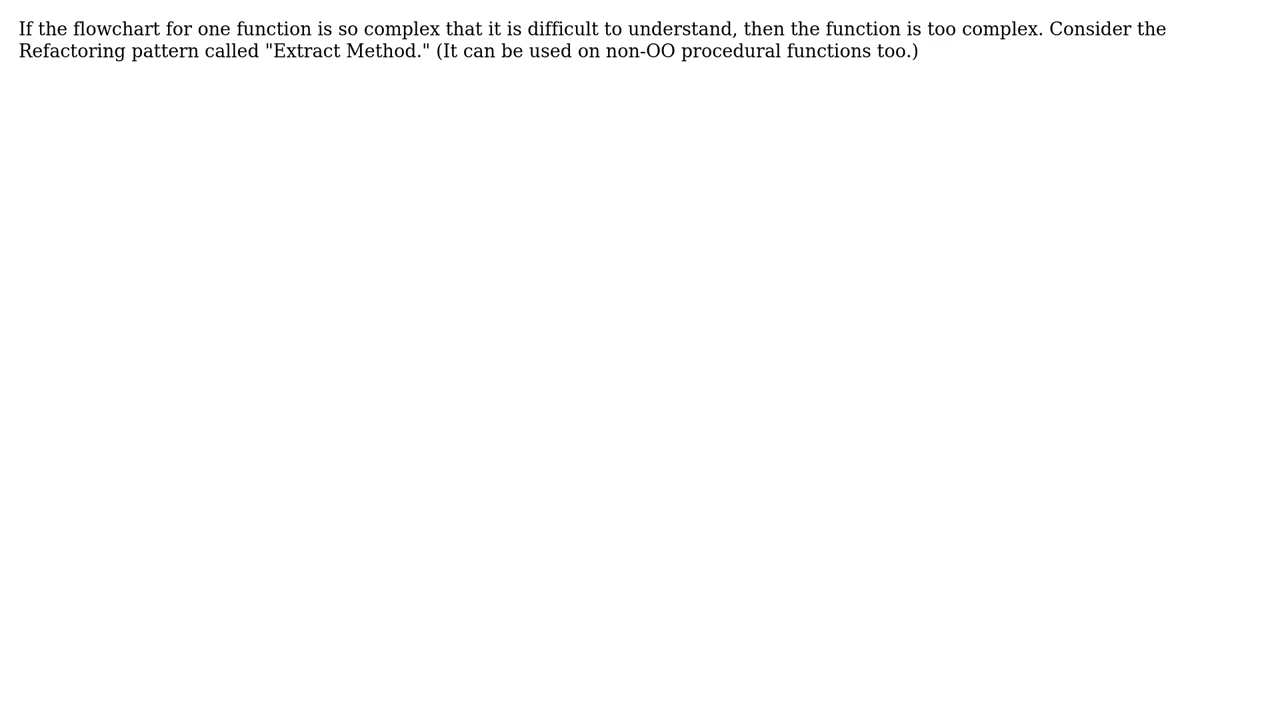 If the flowchart for one function is so complex that it is difficult to understand, then the function is too complex. Consider the
Refactoring pattern called "Extract Method." (It can be used on non-OO procedural functions too.)